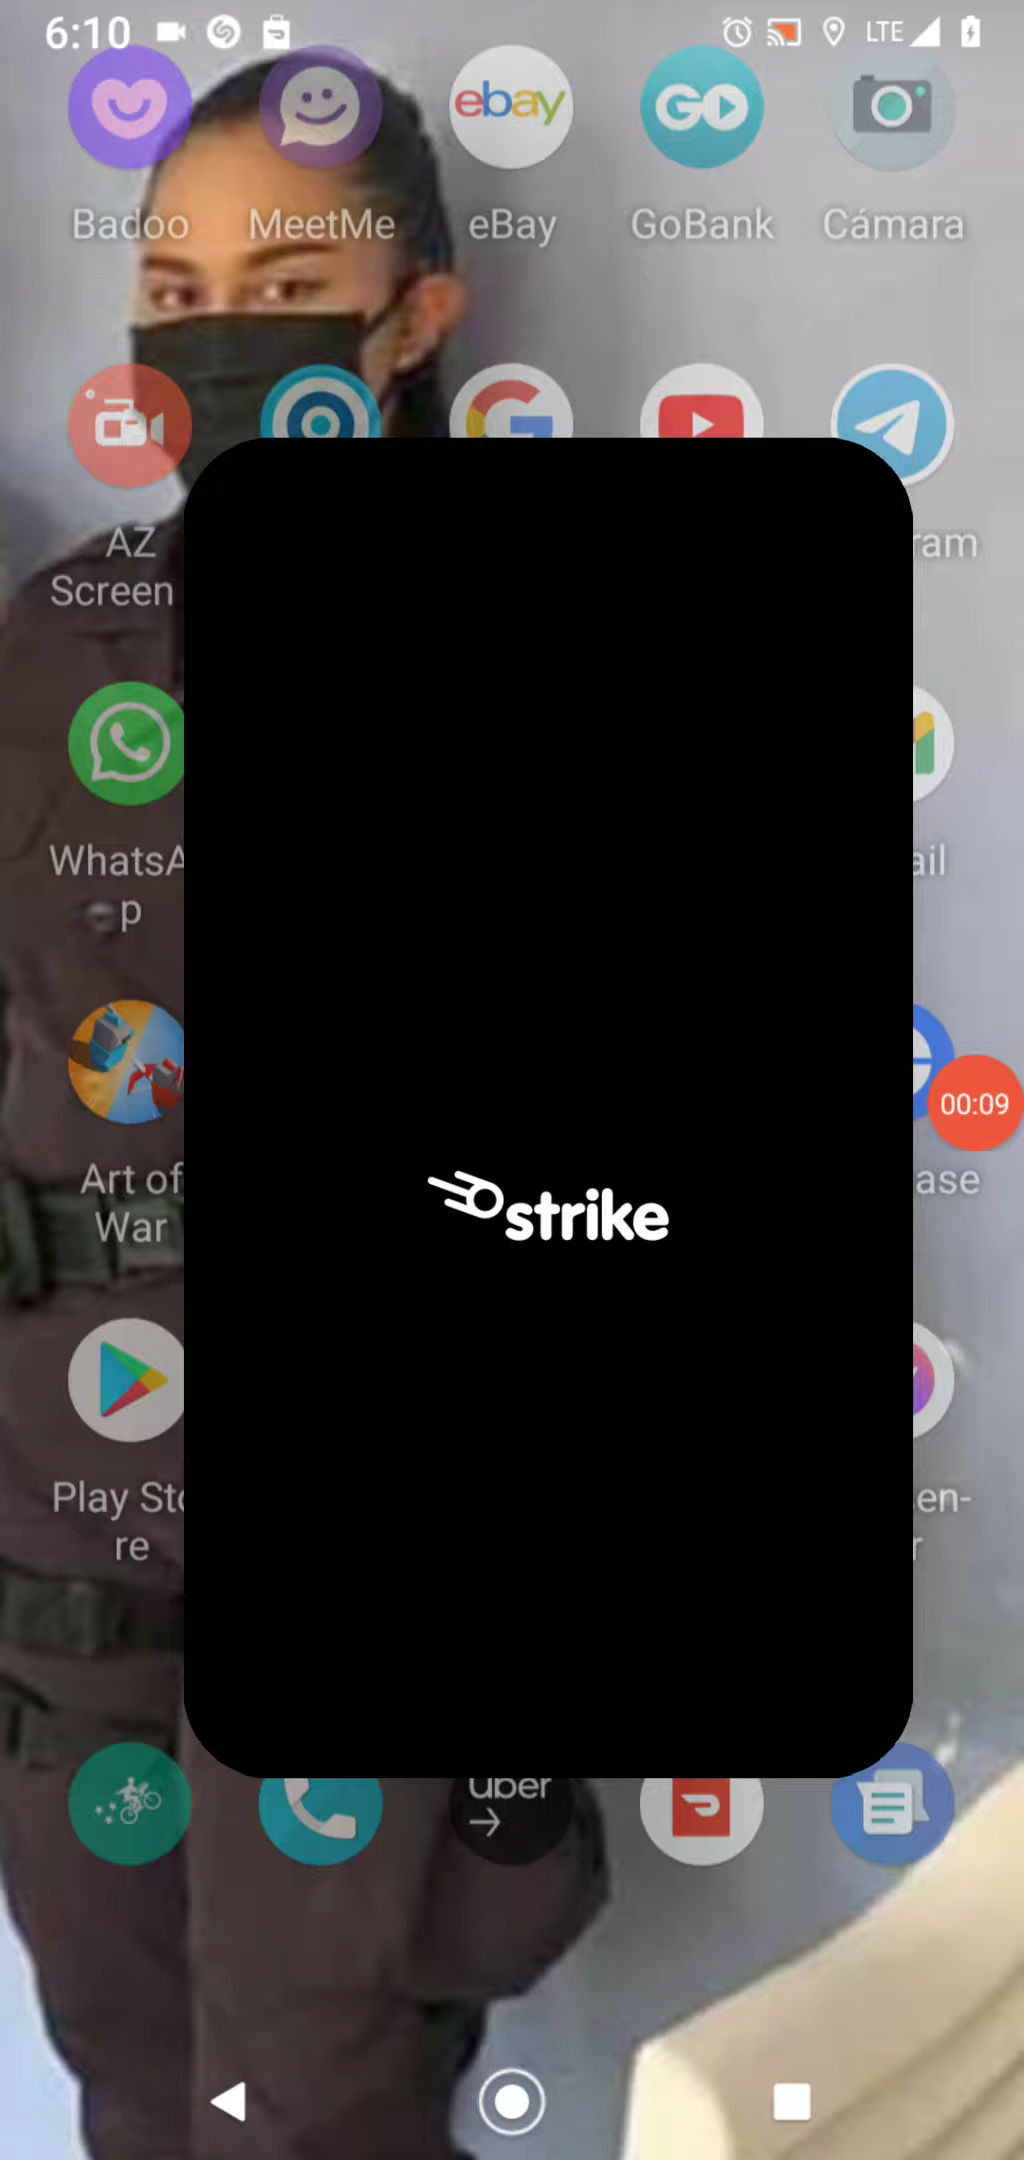 6:10 LTE
Badoo MeetMe eBay GoBank Cámara
ebay GO
AZ
Screen
ram
WhatsA
p
ail
Art of
War
ase
00:09
strike
Play Sto
re
en-
r
uber